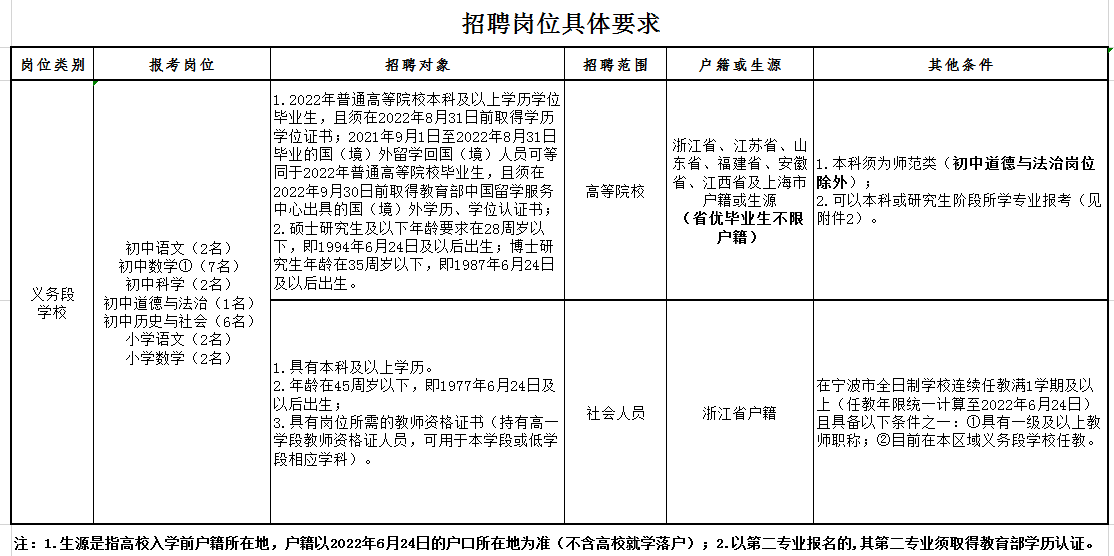 招聘岗位具体要求
岗位类别
报考岗位
招聘对象
招聘范围
户籍或生源
其他条件
义务段
学校
初中语文（2名）
初中数学①（7名）
初中科学（2名）
初中道德与法治（1名）
初中历史与社会（6名）
小学语文（2名）
小学数学（2名）
1.2022年普通高等院校本科及以上学历学位
毕业生，且须在2022年8月31日前取得学历
学位证书；2021年9月1日至2022年8月31日
毕业的国（境）外留学回国（境）人员可等
同于2022年普通高等院校毕业生，且须在
2022年9月30日前取得教育部中国留学服务
中心出具的国（境）外学历、学位认证书；
2.硕士研究生及以下年龄要求在28周岁以
下，即1994年6月24日及以后出生；博士研
究生年龄在35周岁以下，即1987年6月24日
及以后出生。
高等院校
浙江省、江苏省、山
东省、福建省、安徽
省、江西省及上海市
户籍或生源
（省优毕业生不限
户籍）
1.本科须为师范类（初中道德与法治岗位
除外）；
2.可以本科或研究生阶段所学专业报考（见
附件2）。
1.具有本科及以上学历。
2.年龄在45周岁以下，即1977年6月24日及
以后出生；
3.具有岗位所需的教师资格证书（持有高一
学段教师资格证人员，可用于本学段或低学
段相应学科）。
社会人员
浙江省户籍
在宁波市全日制学校连续任教满1学期及以
上（任教年限统一计算至2022年6月24日）
且具备以下条件之一：①具有一级及以上教
师职称；②目前在本区域义务段学校任教。
注：1.生源是指高校入学前户籍所在地，户籍以2022年6月24日的户口所在地为准（不含高校就学落户）；2.以第二专业报名的,其第二专业须取得教育部学历认证。